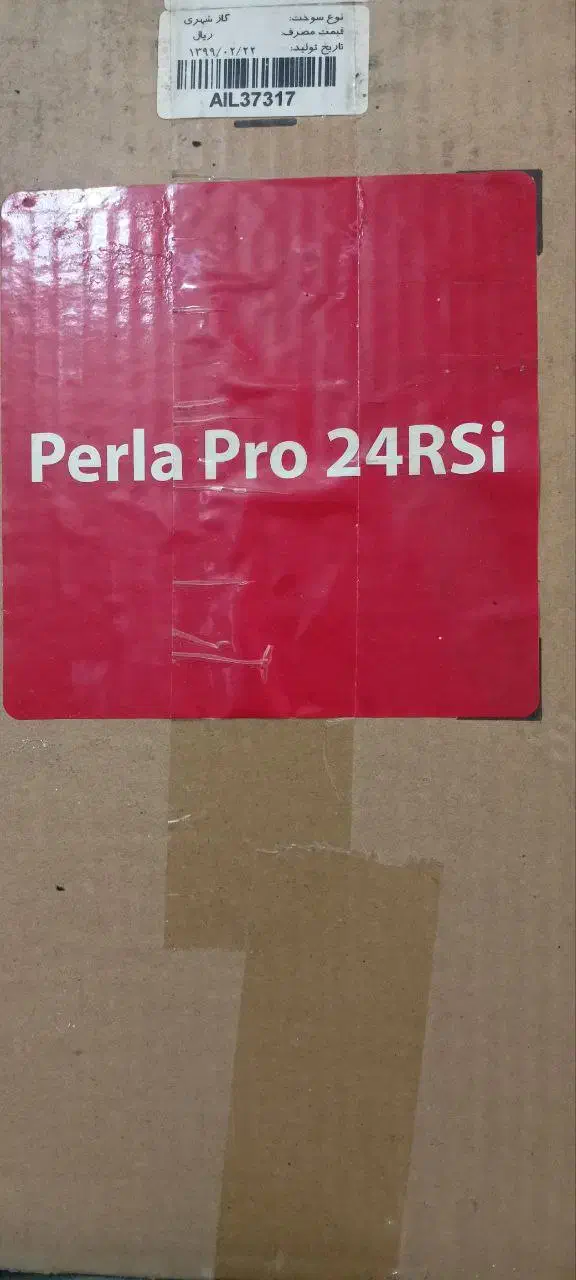 نوع سوخت: گاز شهری
قیمت مصرف: ریال
تاریخ تولید: ۱۳۹۹/۰۲/۲۲
AIL37317
Perla Pro 24RSi